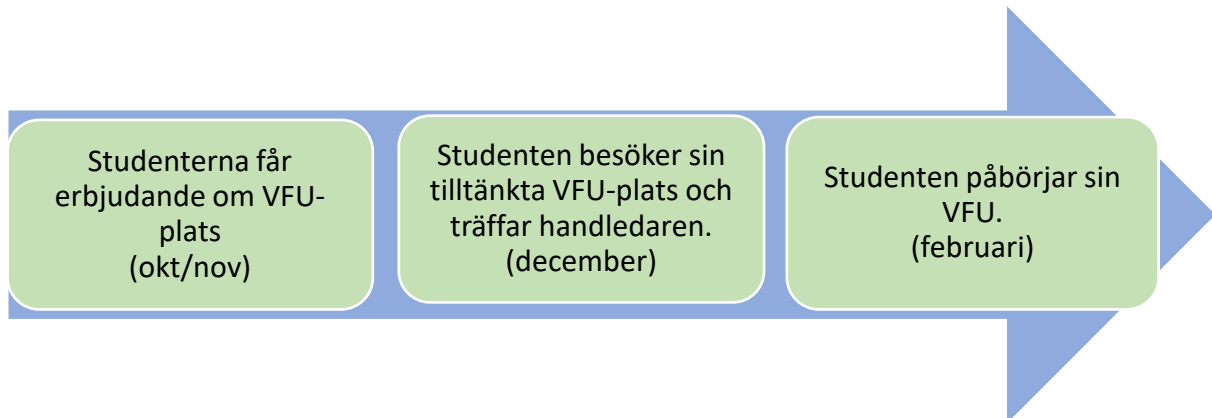 Studenterna får
erbjudande om VFU-
plats
(okt/nov)
Studenten besöker sin
tilltänkta VFU-plats och
träffar handledaren.
(december)
Studenten påbörjar sin
VFU.
(februari)